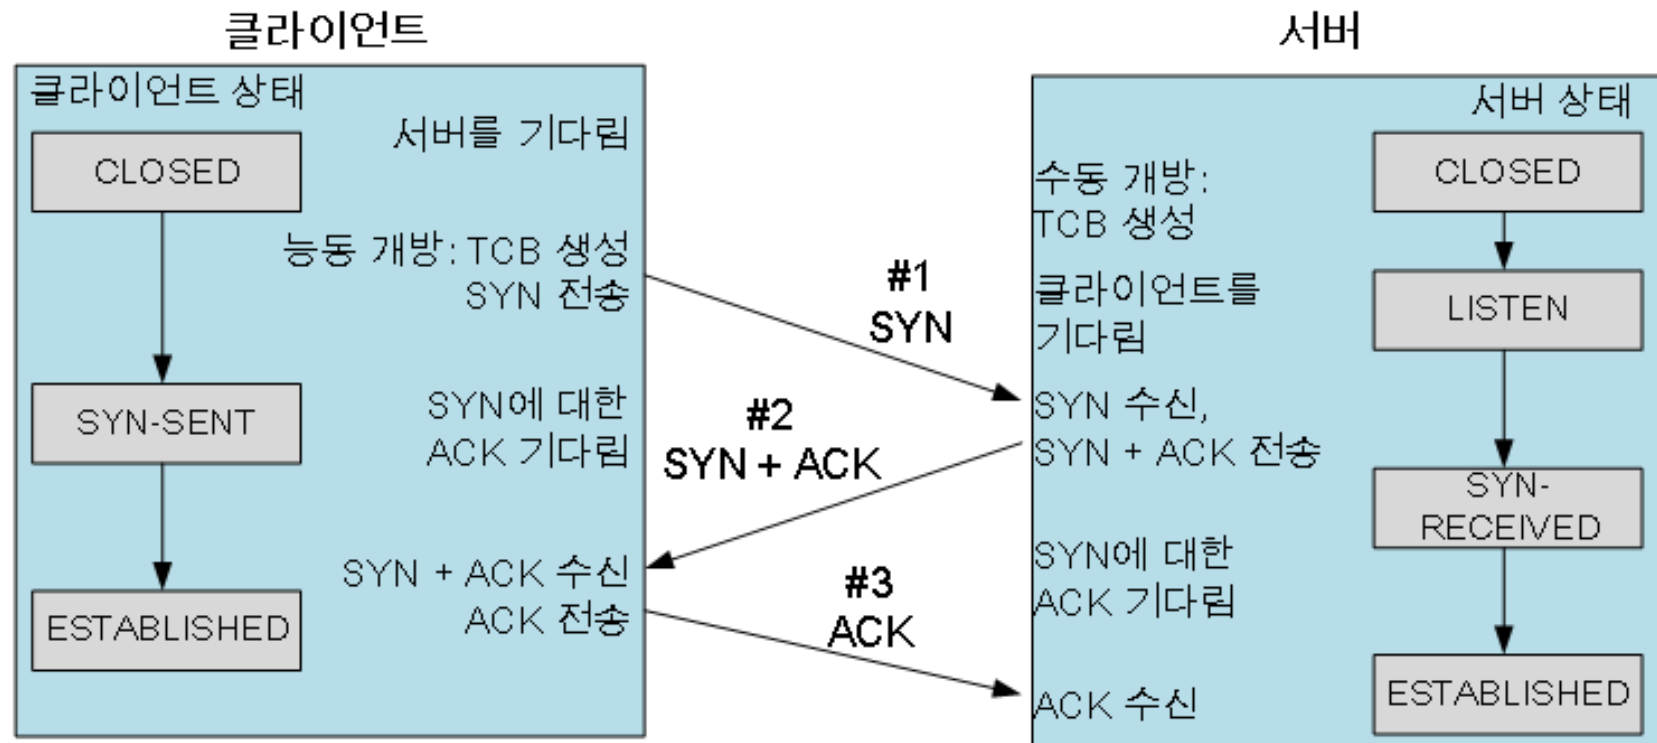 클라이언트
클라이언트 상태
서버를 기다림
CLOSED
능동 개방: TCB 생성
SYN 전송
SYN-SENT
SYN에 대한
ACK 기다림
SYN + ACK 수신
ACK 전송
ESTABLISHED
#1
SYN
#2
SYN + ACK
#3
ACK
서버
서버 상태
수동 개방:
TCB 생성
CLOSED
클라이언트를
기다림
LISTEN
SYN 수신,
SYN + ACK 전송
SYN-
RECEIVED
SYN에 대한
ACK 기다림
ACK 수신
ESTABLISHED